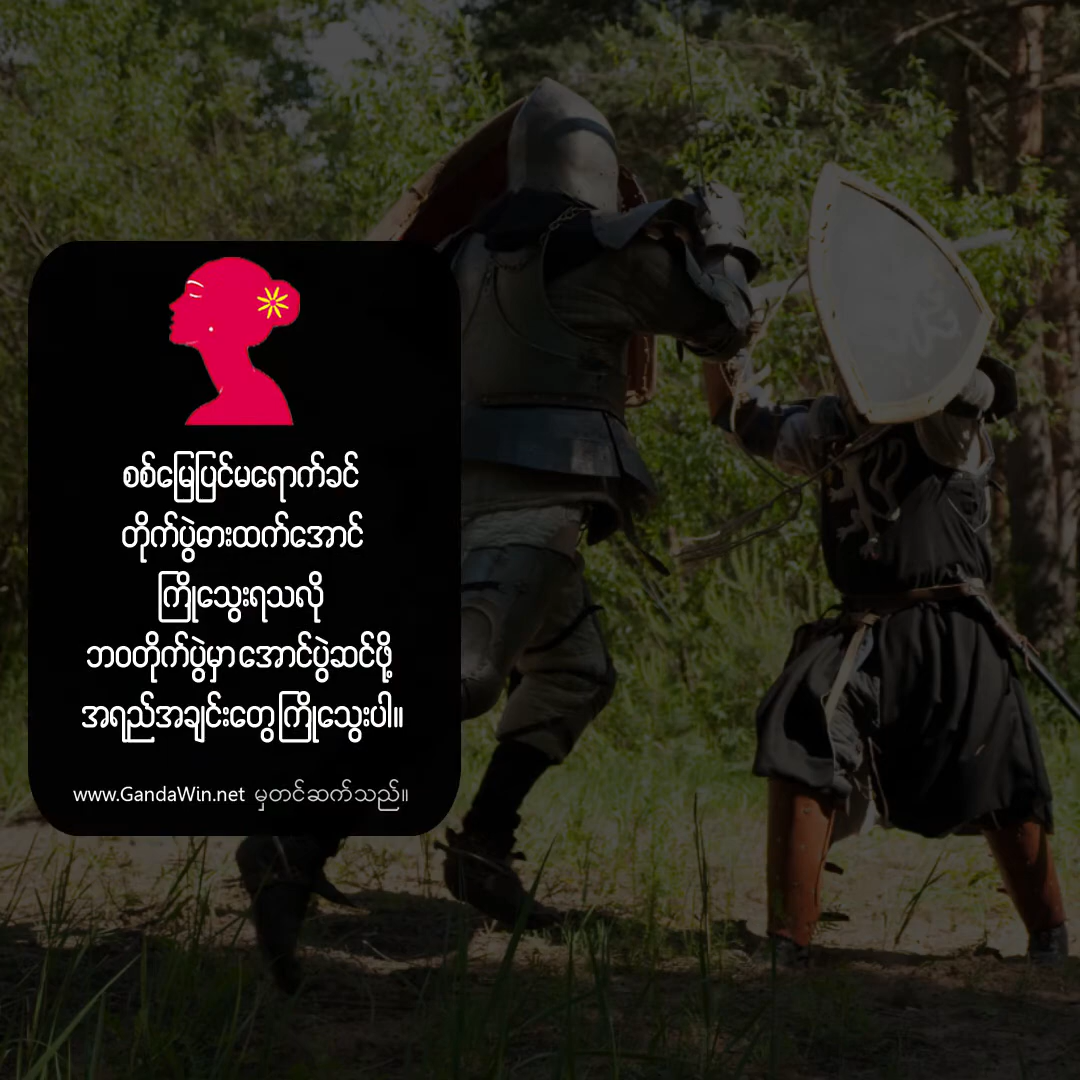 စစ်မြေပြင်မရောက်ခင်
တိုက်ပွဲဓားထက်အောင်
ကြိုသွေးရသလို
ဘဝတိုက်ပွဲမှာ အောင်ပွဲဆင်ဖို့
အရည်အချင်းတွေ ကြိုသွေးပါ။
www.GandaWin.net မှတင်ဆက်သည်။